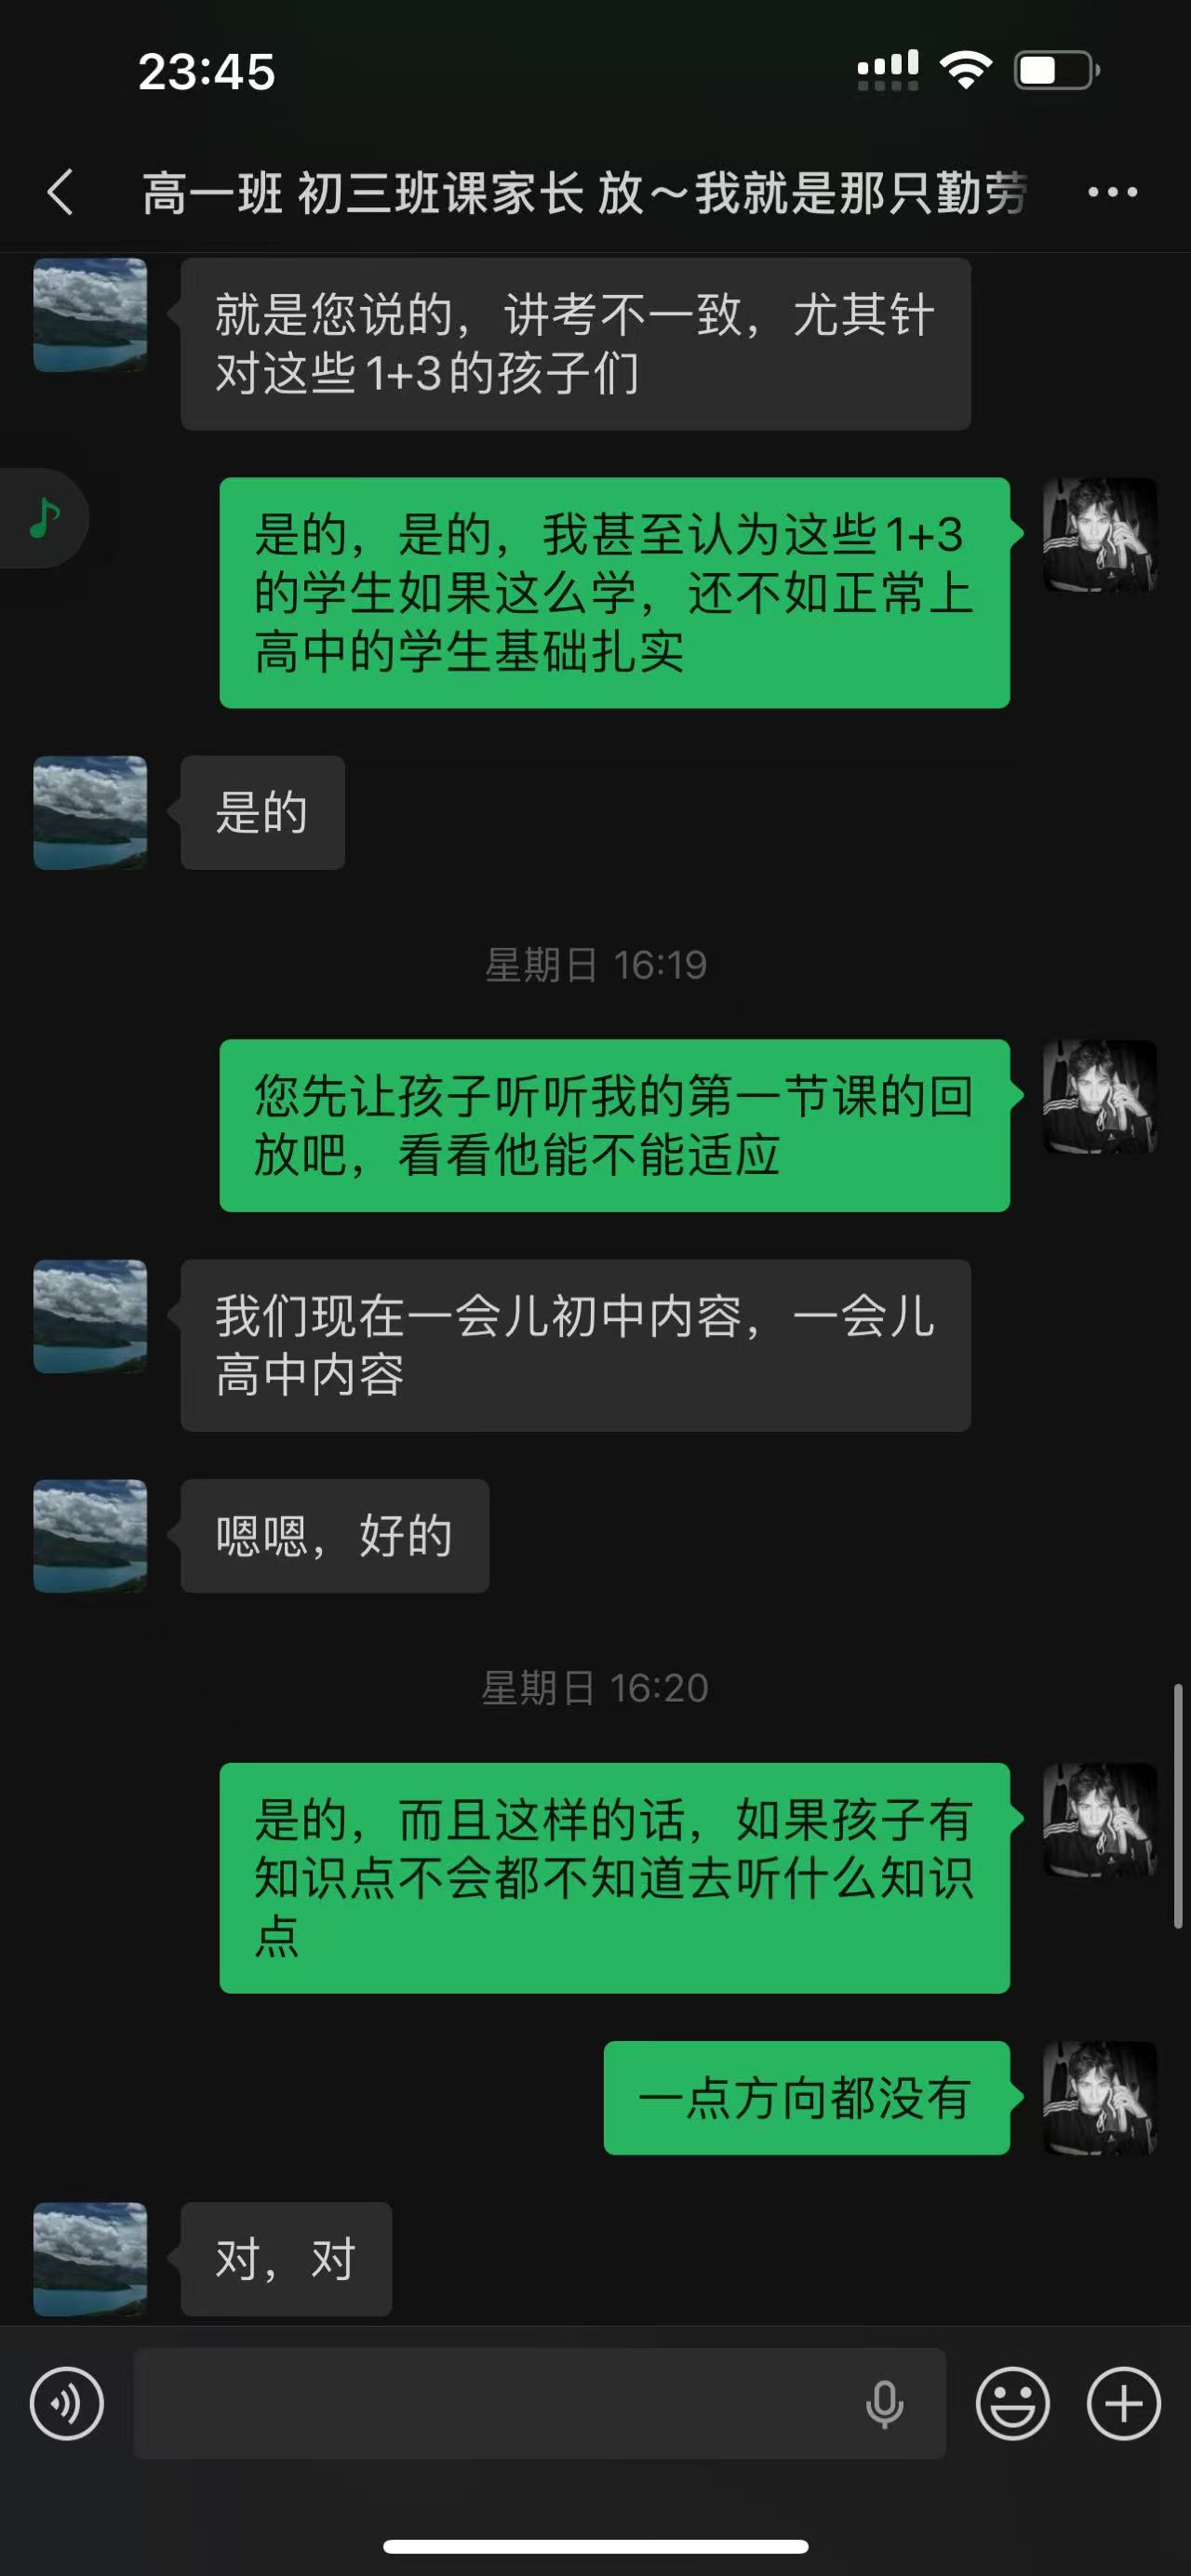 23:45
高一班 初三班课家长 放～我就是那只勤劳
就是您说的，讲考不一致，尤其针
对这些1+3的孩子们
是的，是的，我甚至认为这些1+3
的学生如果这么学，还不如正常上
高中的学生基础扎实
是的
星期日 16:19
您先让孩子听听我的第一节课的回
放吧，看看他能不能适应
我们现在一会儿初中内容，一会儿
高中内容
嗯嗯，好的
星期日 16:20
是的，而且这样的话，如果孩子有
知识点不会都不知道去听什么知识
点
一点方向都没有
对，对